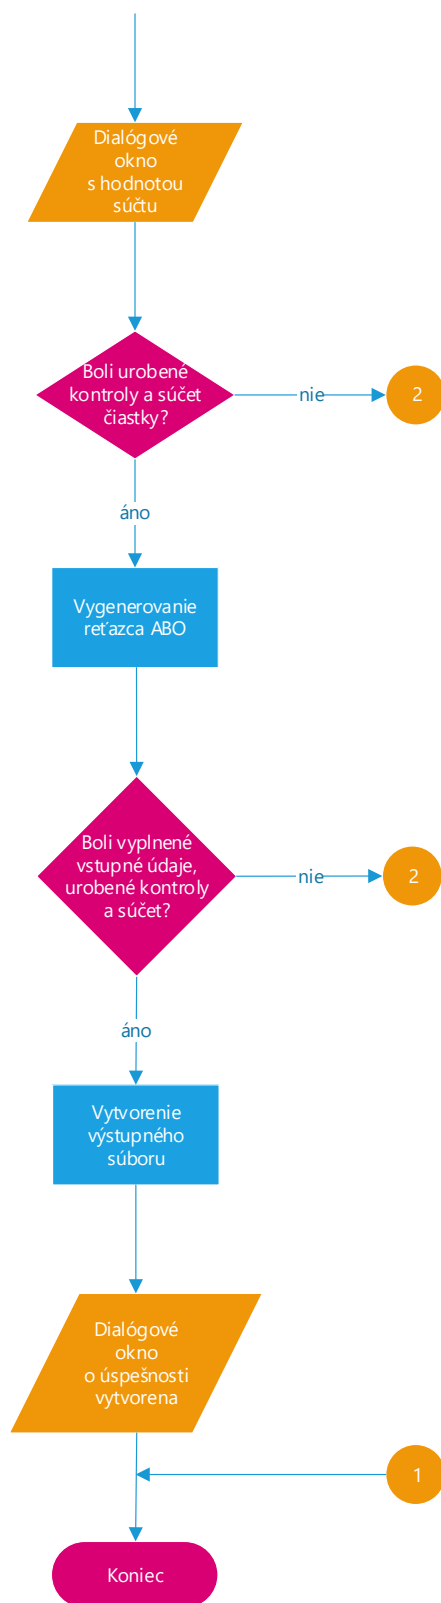 Dialógové
okno
s hodnotou
súčtu
Boli urobené
kontroly a súčet
čiastky?
nie
2
áno
Vygenerovanie
reťazca ABO
Boli vyplnené
vstupné údaje,
urobené kontroly
a súčet?
nie
2
áno
Vytvorenie
výstupného
súboru
Dialógové
okno
o úspešnosti
vytvorena
1
Koniec